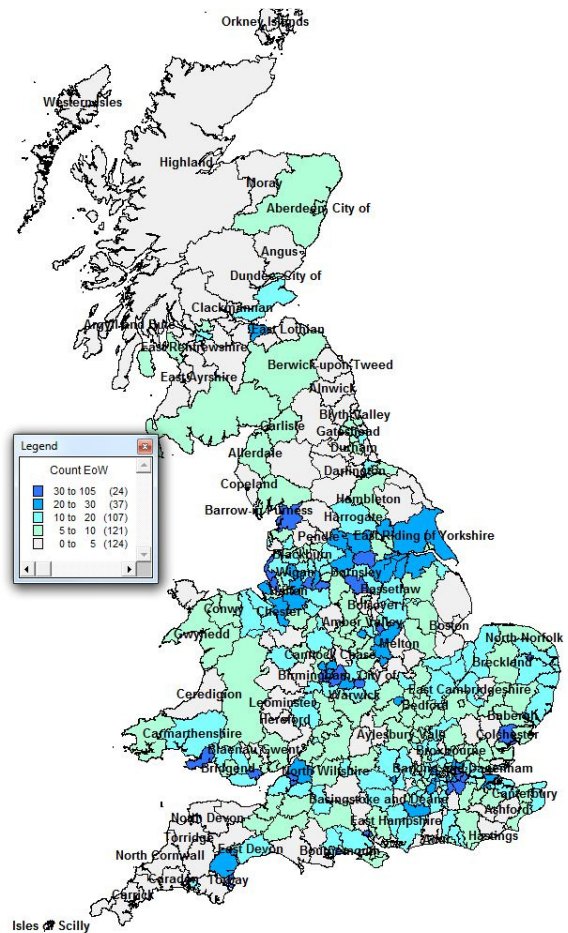 Orkney Islands
Western Isles
Highland
Moray
Aberdeen, City of
Angus
Dundee, City of
Clackmannan
Argyll and Bute
East Lothian
East Renfrewshire
Berwick-upon-Tweed
East Ayrshire
Alnwick
Blyth Valley
Carlisle
Gateshead
Durham
Allerdale
Darlington
Copeland
Hambleton
Barrow-in-Furness
Harrogate
Pendle
East Riding of Yorkshire
Blackburn
Wigan
Barnsley
Bassetlaw
Conwy
Chester
Bolsover
Gwynedd
Amber Valley
Boston
Melton
North Norfolk
Cannock Chase
Breckland
Birmingham, City of
East Cambridgeshire
Ceredigion
Leominster
Warwick
Bedford
Hereford
Babergh
Carmarthenshire
Aylesbury Vale
Colchester
Blaenau Gwent
Broxbourne
Bridgend
North Wiltshire
Barking and Dagenham
Canterbury
Basingstoke and Deane
Ashford
North Devon
East Hampshire
Hastings
Torridge
East Devon
Bournemouth
Arun
North Cornwall
Caradon
Torbay
Carrick
Isles of Scilly
Legend
Count EoW
30 to 105 (24)
20 to 30 (37)
10 to 20 (107)
5 to 10 (121)
0 to 5 (124)